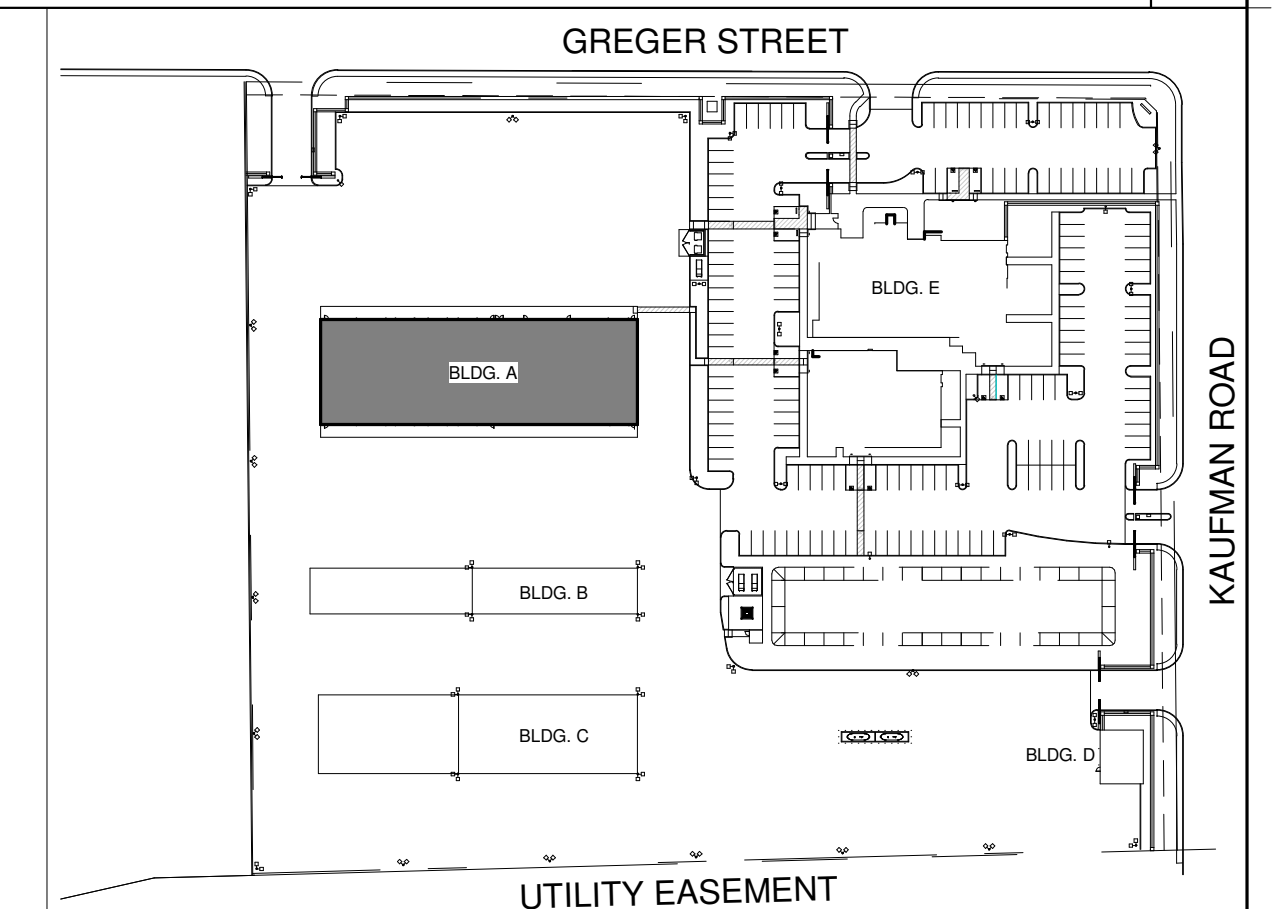 GREGER STREET
BLDG. E
BLDG. A
KAUFMAN ROAD
BLDG. B
BLDG. C
BLDG. D
UTILITY EASEMENT